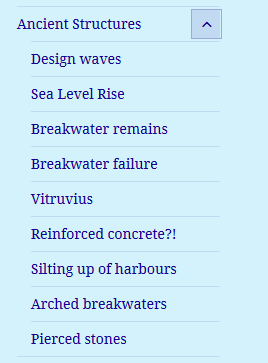 Ancient Structures
Design waves
Sea Level Rise
Breakwater remains
Breakwater failure
Vitruvius
Reinforced concrete?!
Silting up of harbours
Arched breakwaters
Pierced stones